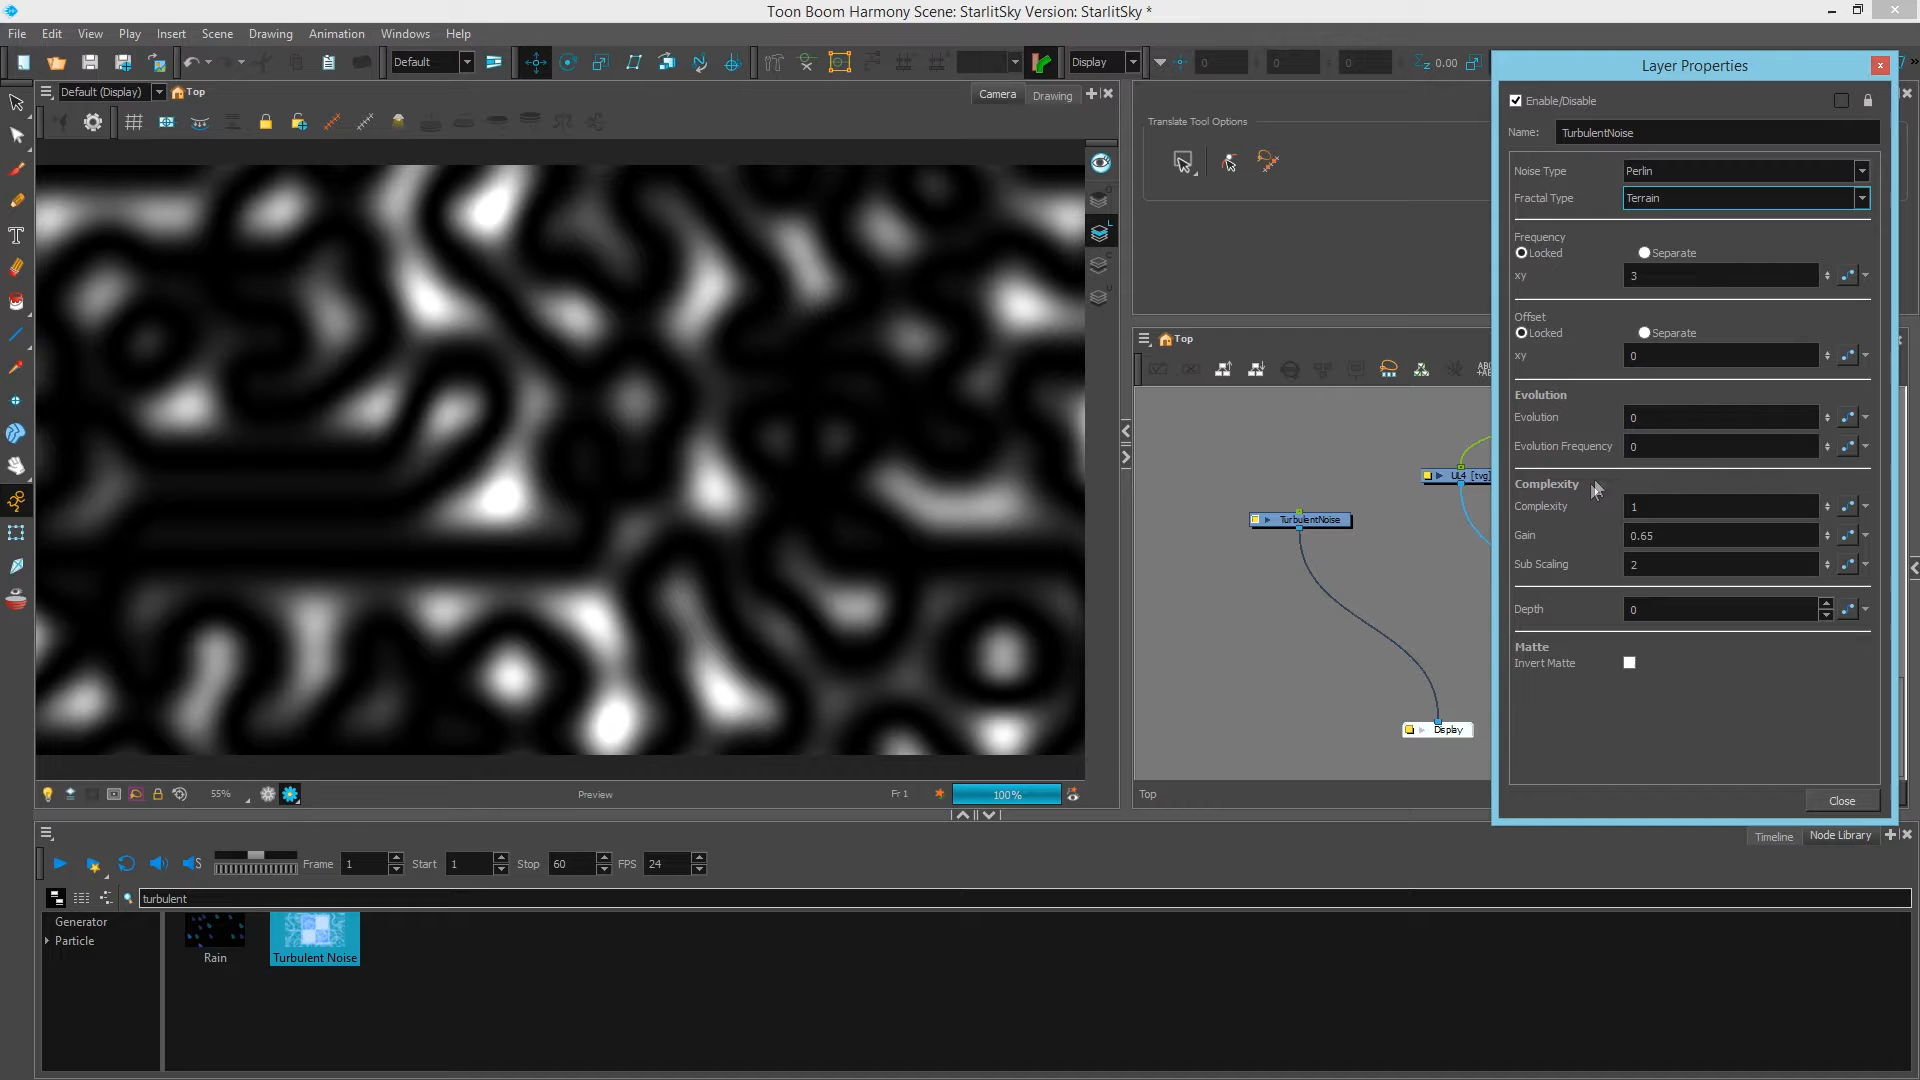 Toon Boom Harmony Scene: StarlitSky Version: StarlitSky *
File Edit View Play Insert Scene Drawing Animation Windows Help
Default Display 0 0 0 0.00
Default (Display) Top Camera Drawing
Translate Tool Options
Top
UL4 [tvg]
TurbulentNoise
Display
Top
55% Preview Fr 1 100%
Layer Properties
Enable/Disable
Name: TurbulentNoise
Noise Type Perlin
Fractal Type Terrain
Frequency
Locked Separate
xy 3
Offset
Locked Separate
xy 0
Evolution
Evolution 0
Evolution Frequency 0
Complexity
Complexity 1
Gain 0.65
Sub Scaling 2
Depth 0
Matte
Invert Matte
Close
Timeline Node Library
Frame 1 Start 1 Stop 60 FPS 24
turbulent
Generator
Particle
Rain
Turbulent Noise